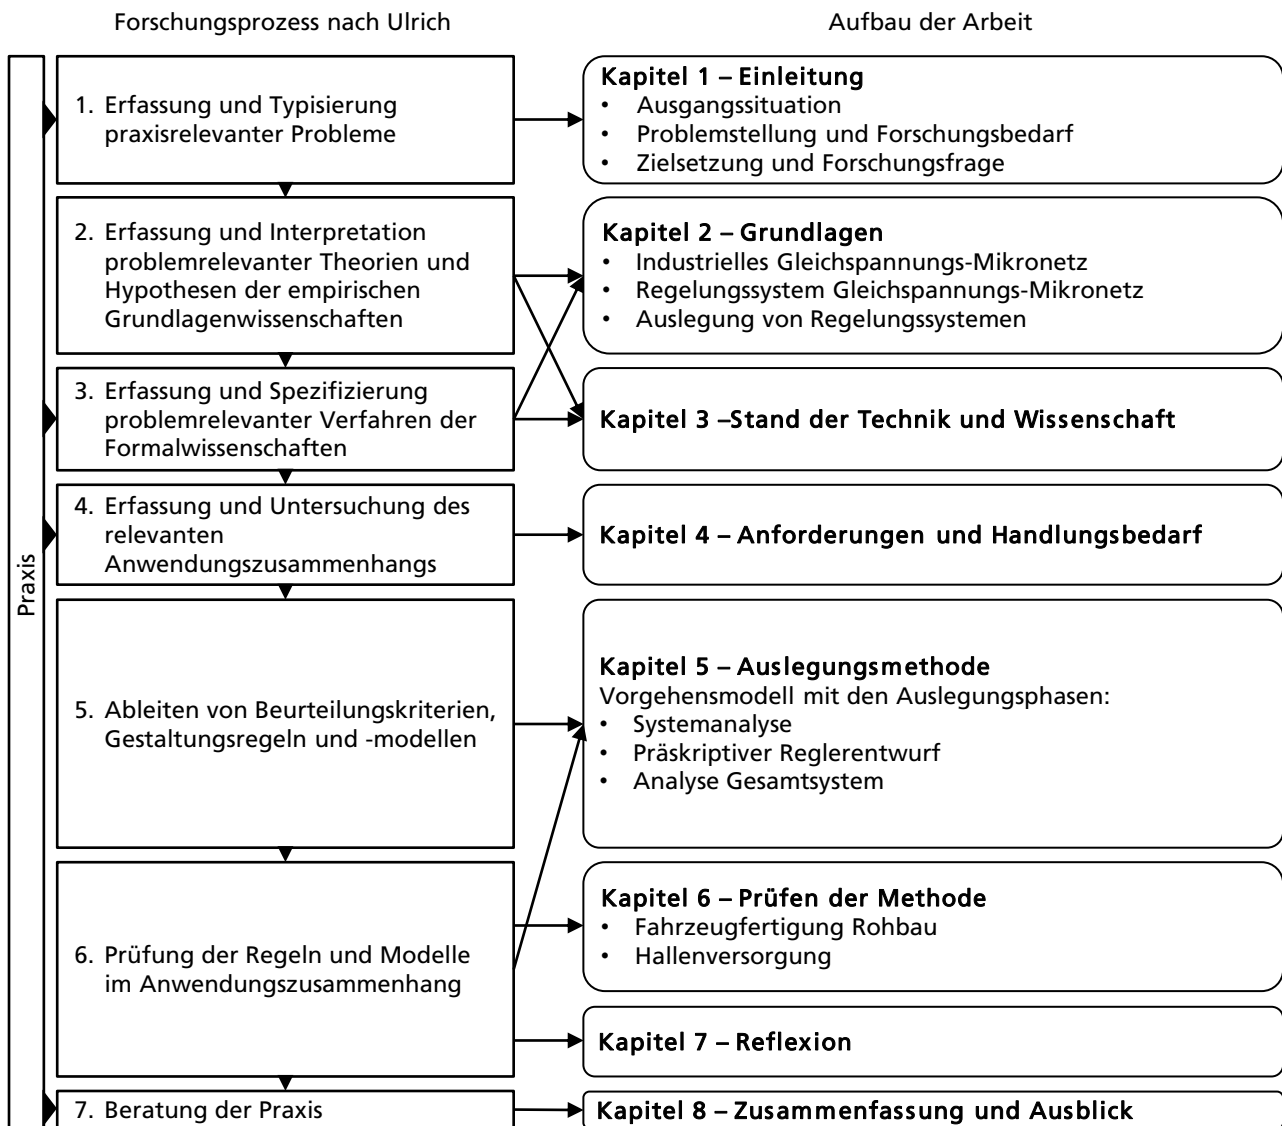 Forschungsprozess nach Ulrich
Aufbau der Arbeit
Praxis
1. Erfassung und Typisierung
praxisrelevanter Probleme
Kapitel 1 – Einleitung
• Ausgangssituation
• Problemstellung und Forschungsbedarf
• Zielsetzung und Forschungsfrage
2. Erfassung und Interpretation
problemrelevanter Theorien und
Hypothesen der empirischen
Grundlagenwissenschaften
Kapitel 2 – Grundlagen
• Industrielles Gleichspannungs-Mikronetz
• Regelungssystem Gleichspannungs-Mikronetz
• Auslegung von Regelungssystemen
3. Erfassung und Spezifizierung
problemrelevanter Verfahren der
Formalwissenschaften
Kapitel 3 –Stand der Technik und Wissenschaft
4. Erfassung und Untersuchung des
relevanten
Anwendungszusammenhangs
Kapitel 4 – Anforderungen und Handlungsbedarf
5. Ableiten von Beurteilungskriterien,
Gestaltungsregeln und -modellen
Kapitel 5 – Auslegungsmethode
Vorgehensmodell mit den Auslegungsphasen:
• Systemanalyse
• Präskriptiver Reglerentwurf
• Analyse Gesamtsystem
6. Prüfung der Regeln und Modelle
im Anwendungszusammenhang
Kapitel 6 – Prüfen der Methode
• Fahrzeugfertigung Rohbau
• Hallenversorgung
Kapitel 7 – Reflexion
7. Beratung der Praxis
Kapitel 8 – Zusammenfassung und Ausblick